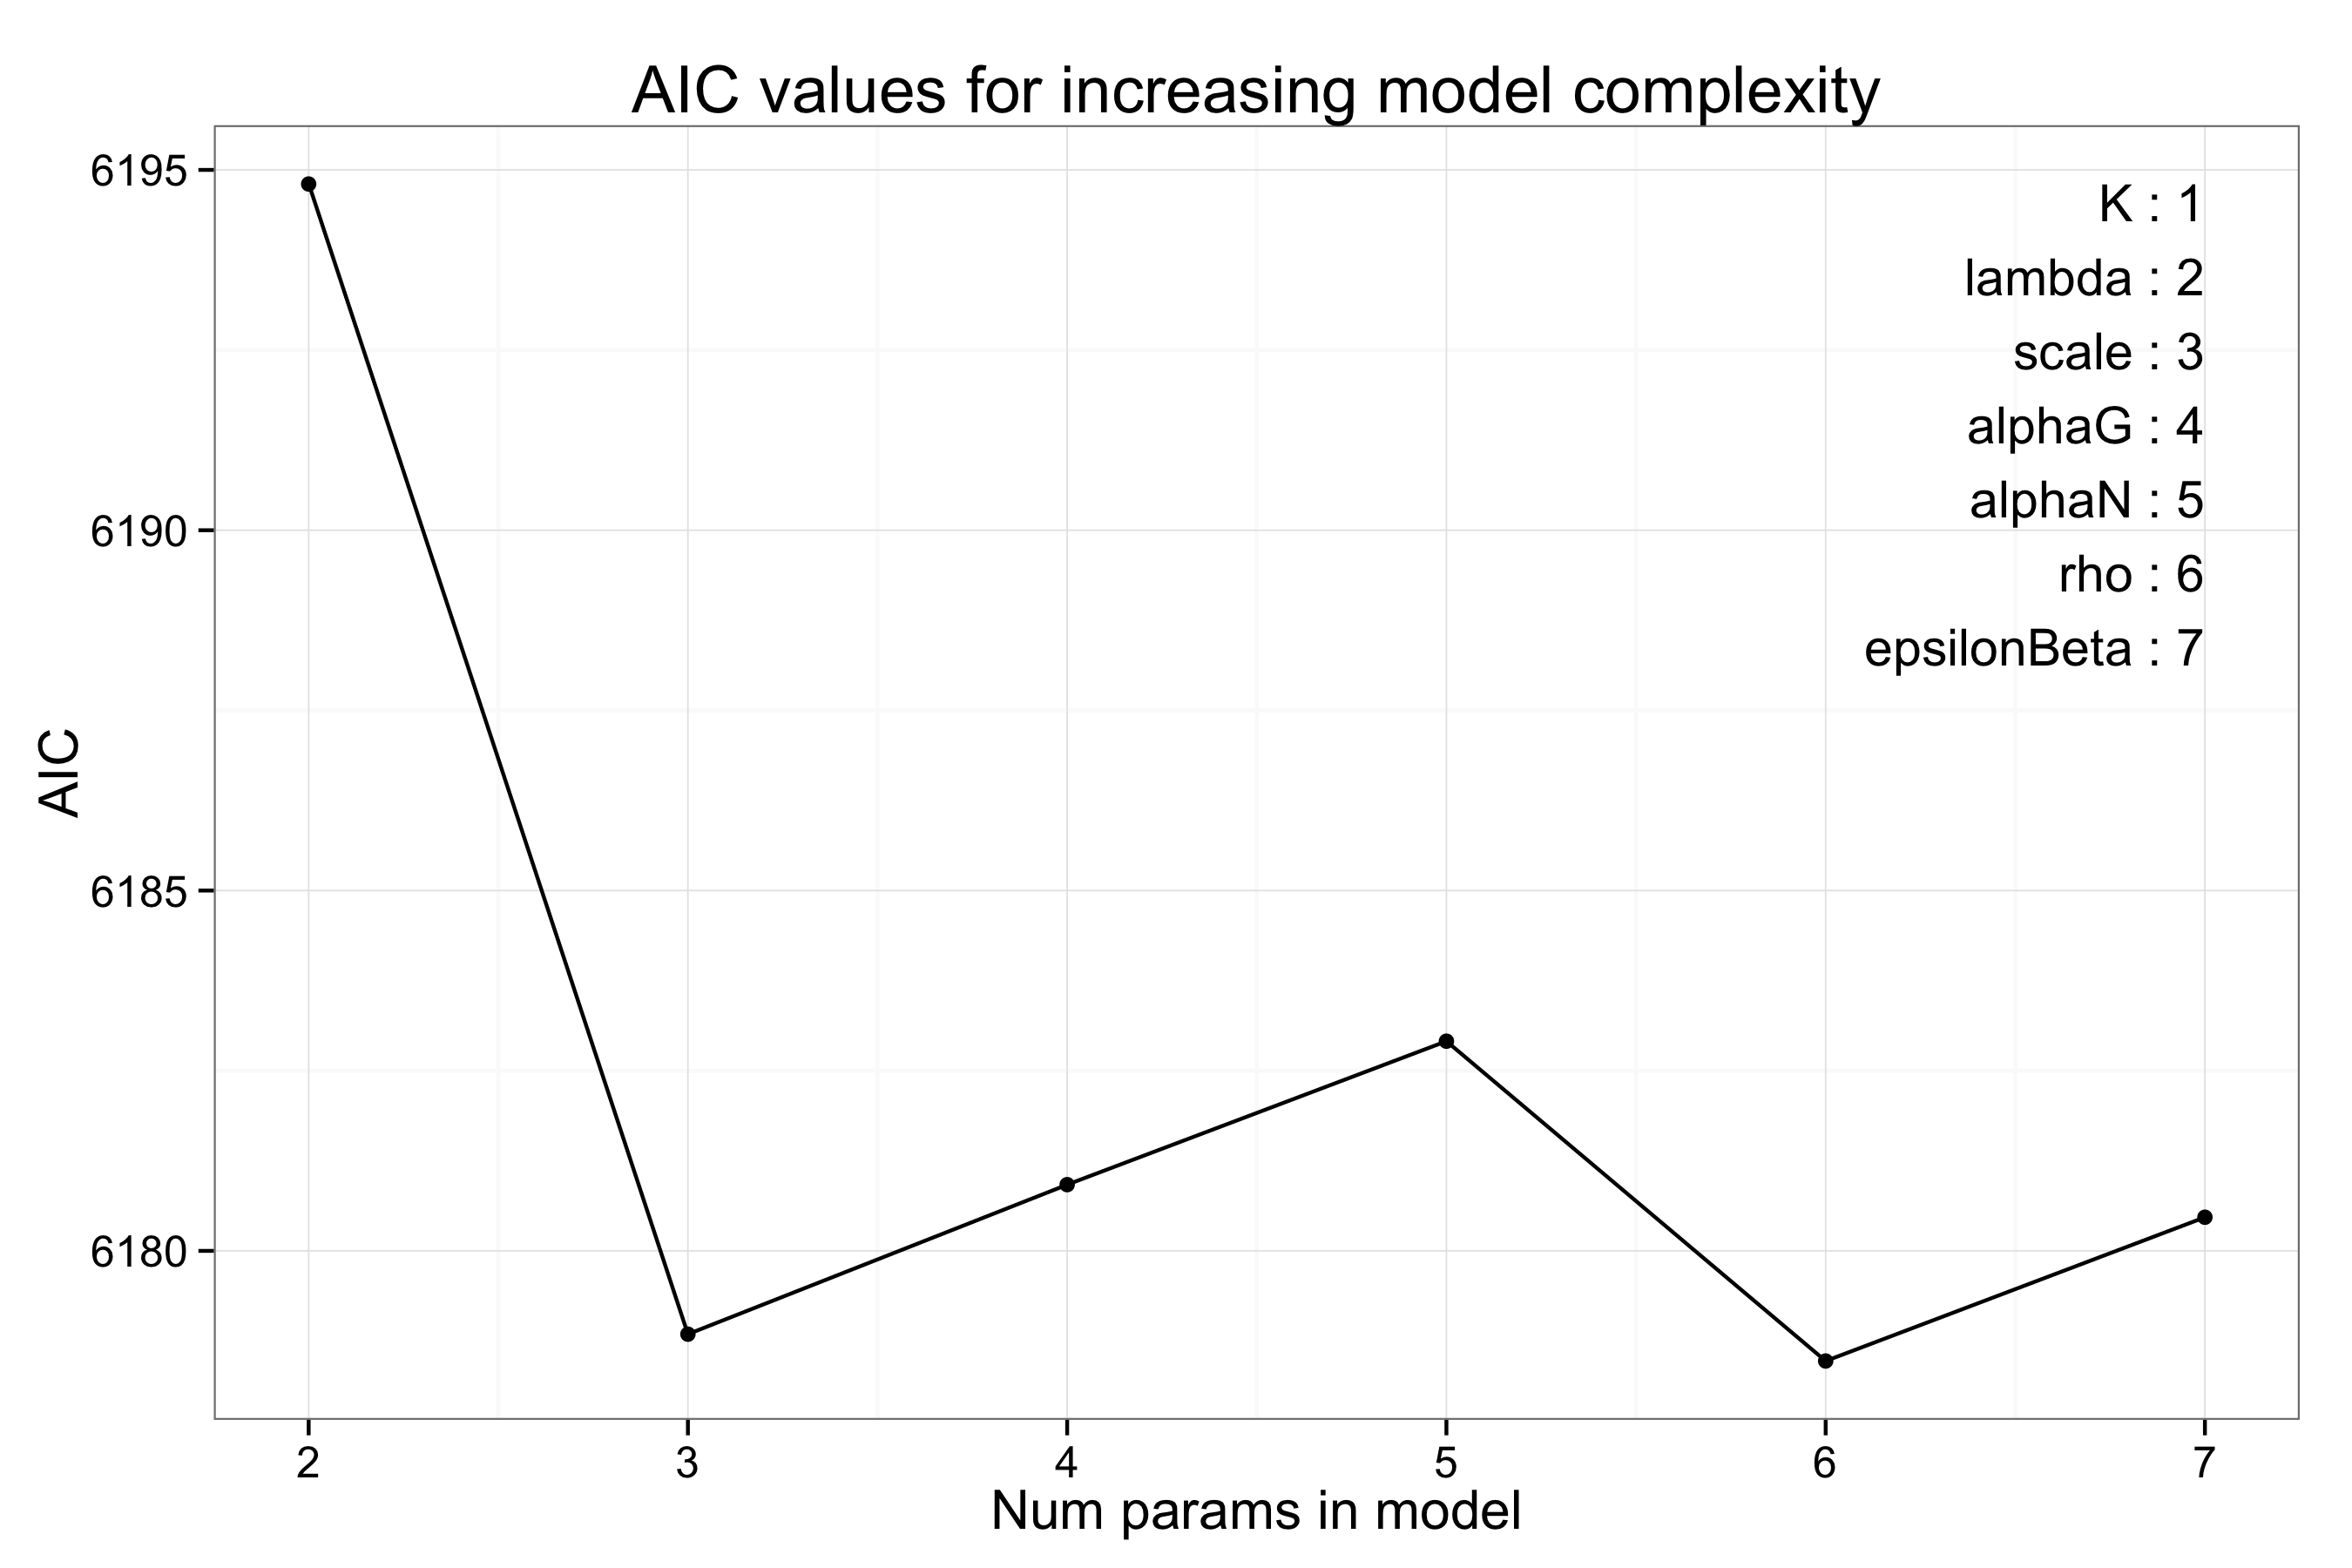 AIC values for increasing model complexity
6195
6190
6185
6180
AIC
K : 1
lambda : 2
scale : 3
alphaG : 4
alphaN : 5
rho : 6
epsilonBeta : 7
2 3 4 5 6 7
Num params in model